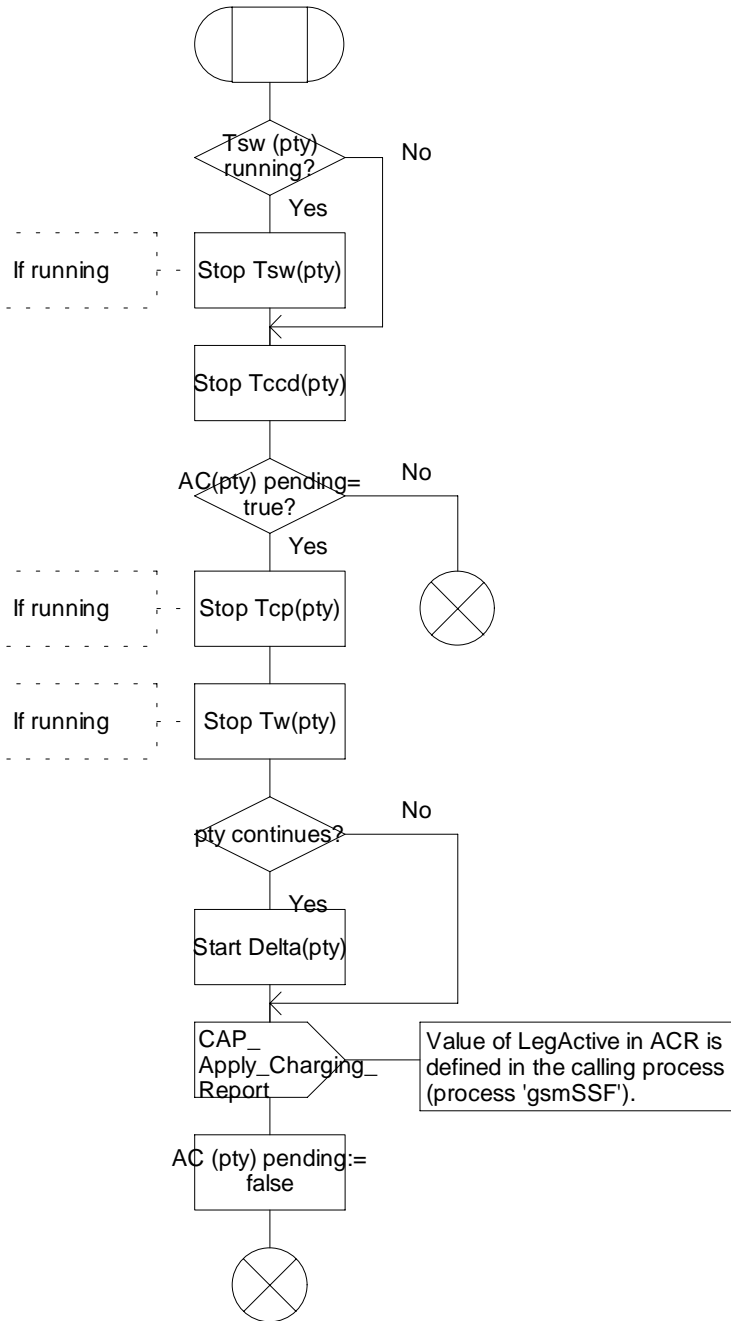 Tsw (pty)
running?
No
Yes
If running
Stop Tsw(pty)
Stop Tccd(pty)
AC(pty) pending=
true?
No
Yes
If running
Stop Tcp(pty)
If running
Stop Tw(pty)
pty continues?
No
Yes
Start Delta(pty)
CAP_
Apply_Charging_
Report
Value of LegActive in ACR is
defined in the calling process
(process 'gsmSSF').
AC (pty) pending:=
false